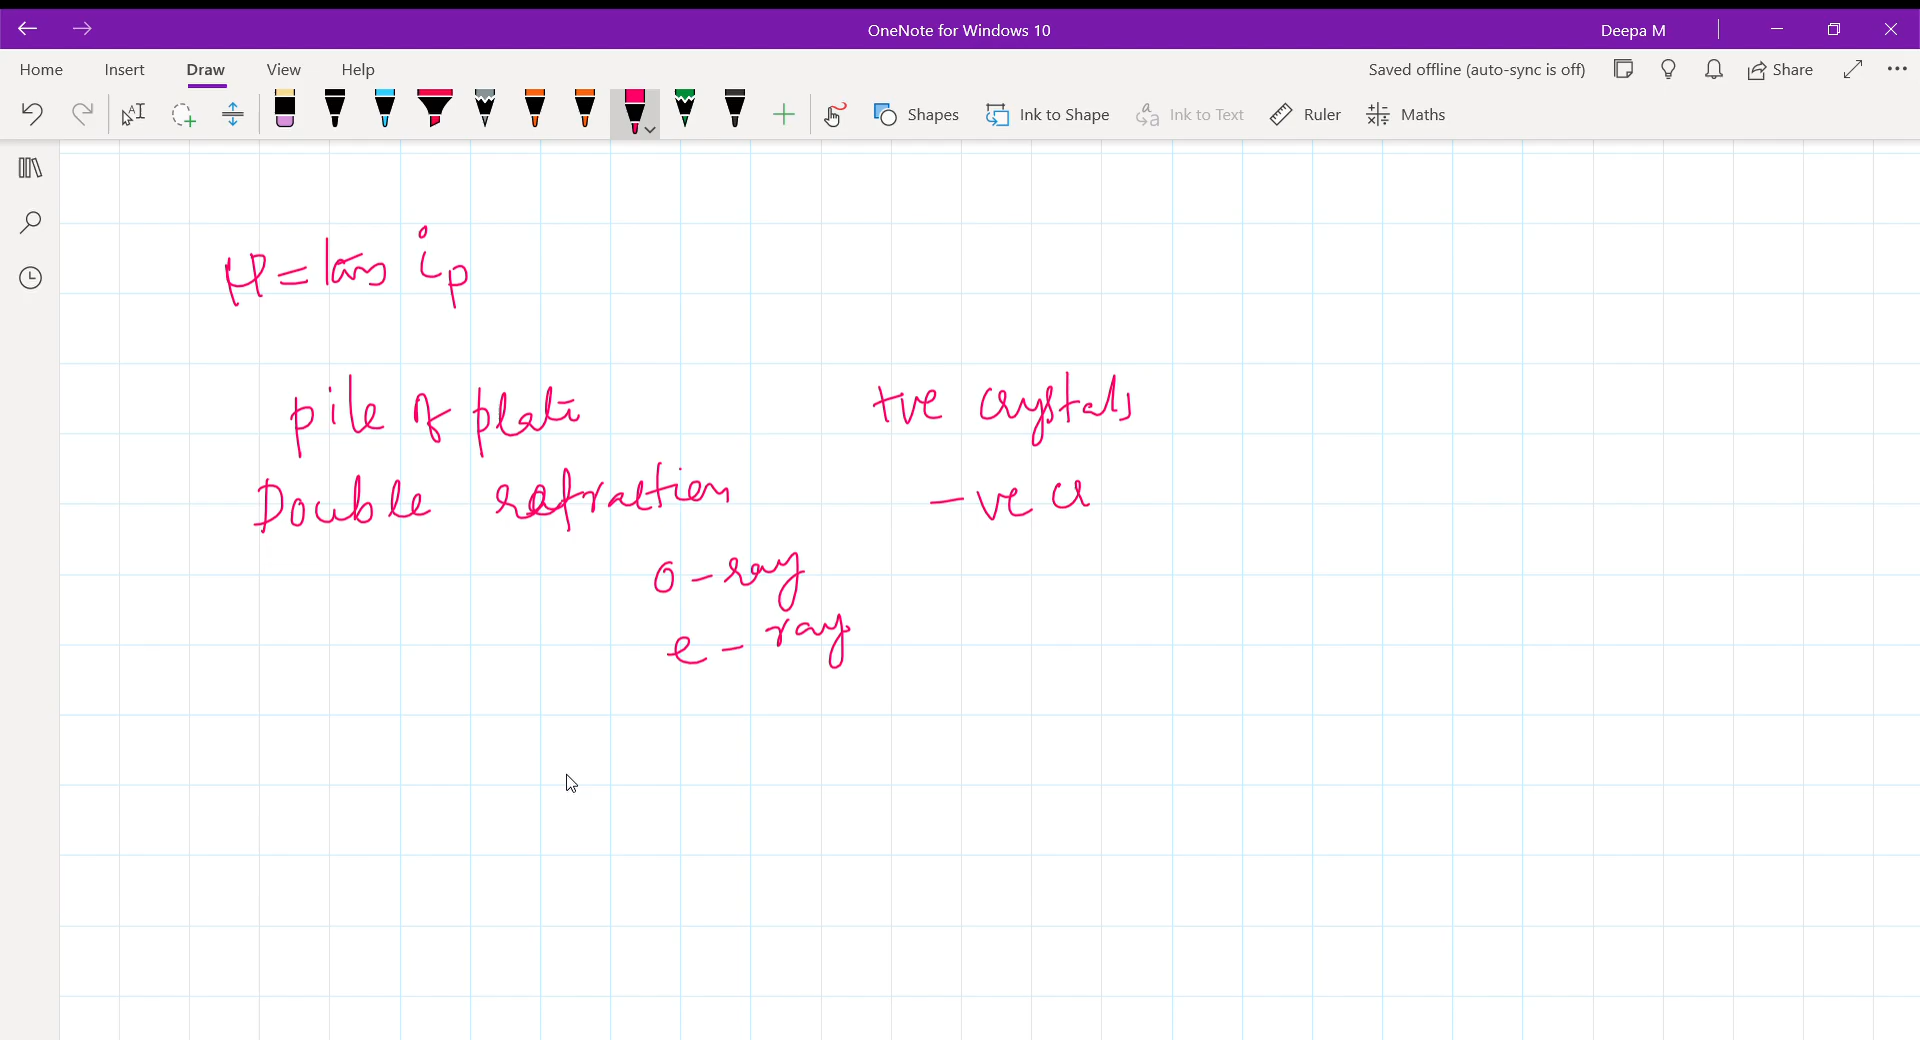 OneNote for Windows 10
Deepa M
Home Insert Draw View Help
Saved offline (auto-sync is off) Share
Shapes Ink to Shape Ink to Text Ruler Maths
μ = tan ip
pile of plate
+ve crystals
Double refraction
-ve cr
o-ray
e-ray